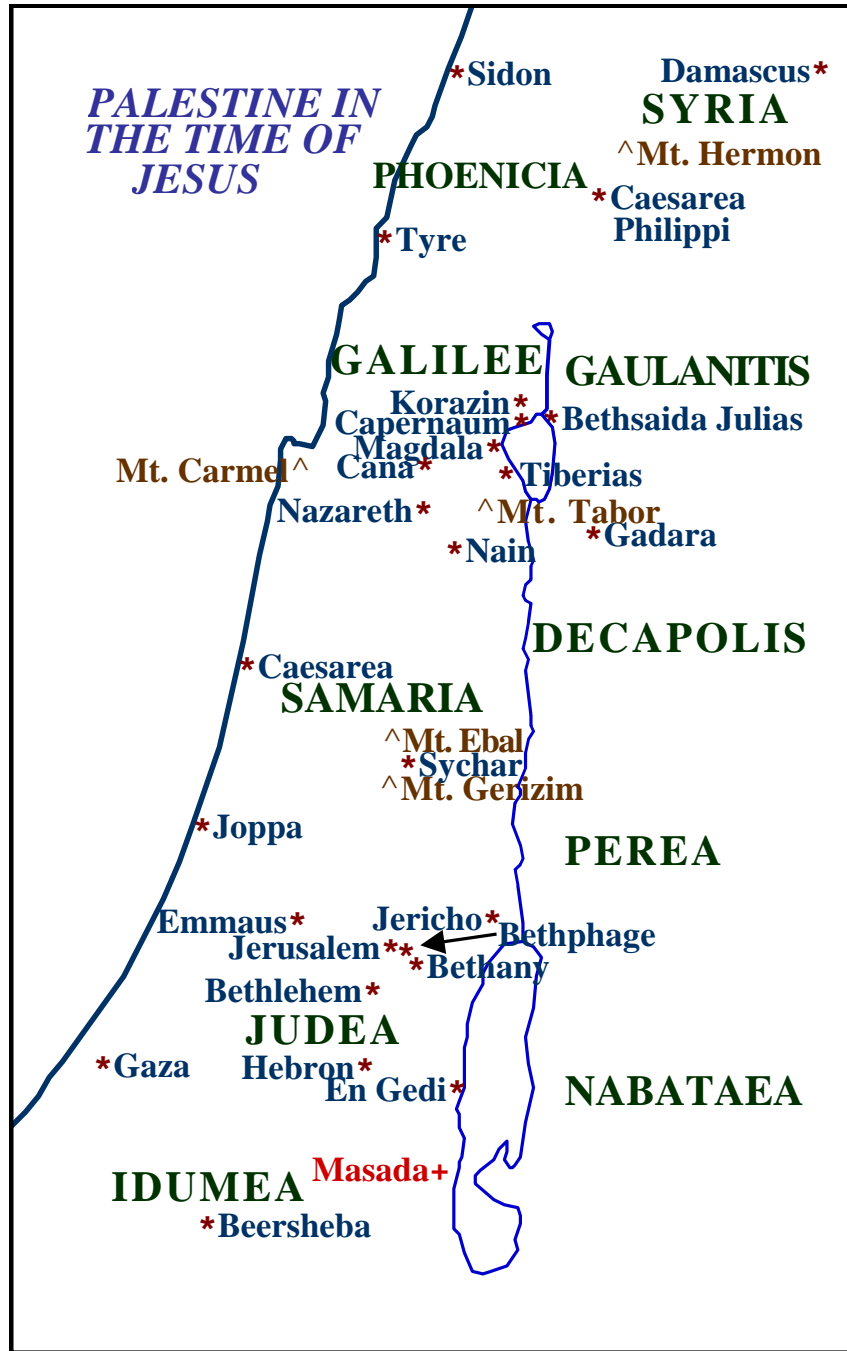 PALESTINE IN
THE TIME OF
JESUS
*Sidon
Damascus*
SYRIA
^Mt. Hermon
PHOENICIA
*Caesarea
Philippi
*Tyre
GALILEE
GAULANITIS
Korazin*
Capernaum*
*Bethsaida Julias
Magdala*
Mt. Carmel^
Cana*
*Tiberias
Nazareth*
^Mt. Tabor
*Gadara
*Nain
DECAPOLIS
*Caesarea
SAMARIA
^Mt. Ebal
*Sychar
^Mt. Gerizim
*Joppa
PEREA
Emmaus*
Jericho*
Bethphage
Jerusalem**
*Bethany
Bethlehem*
JUDEA
*Gaza
Hebron*
En Gedi*
NABATAEA
Masada+
IDUMEA
*Beersheba